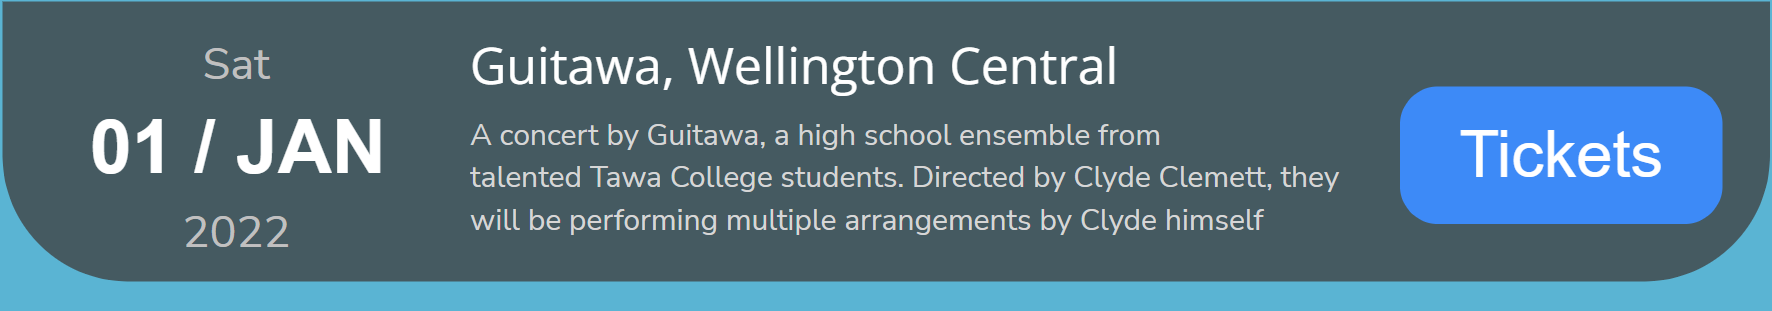 Sat
01 / JAN
2022
Guitawa, Wellington Central
A concert by Guitawa, a high school ensemble from
talented Tawa College students. Directed by Clyde Clemett, they
will be performing multiple arrangements by Clyde himself
Tickets